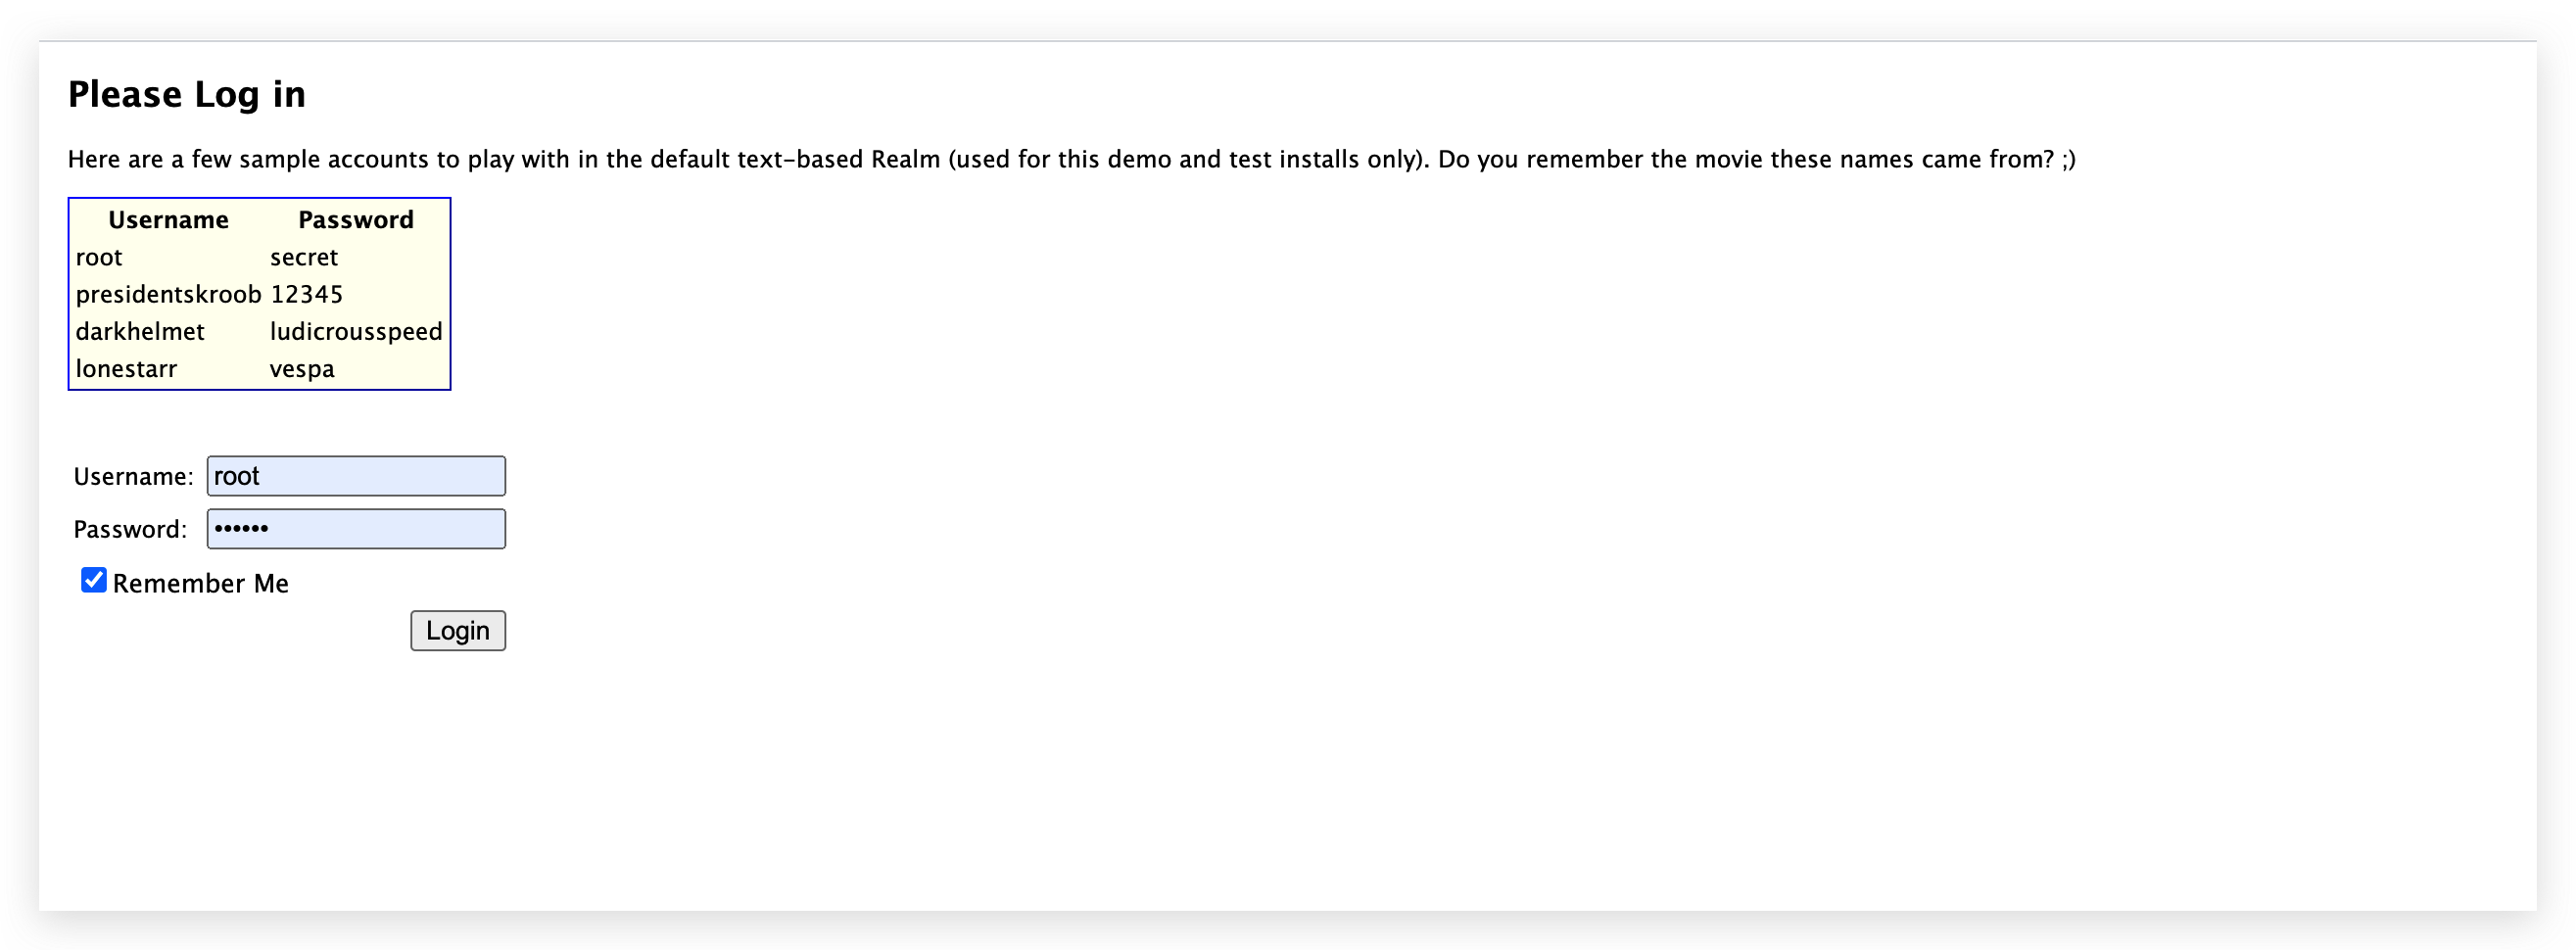 Please Log in
Here are a few sample accounts to play with in the default text-based Realm (used for this demo and test installs only). Do you remember the movie these names came from? ;)
Username Password
root secret
presidentskroob 12345
darkhelmet ludicrousspeed
lonestarr vespa
Username: root
Password: ••••••
Remember Me
Login